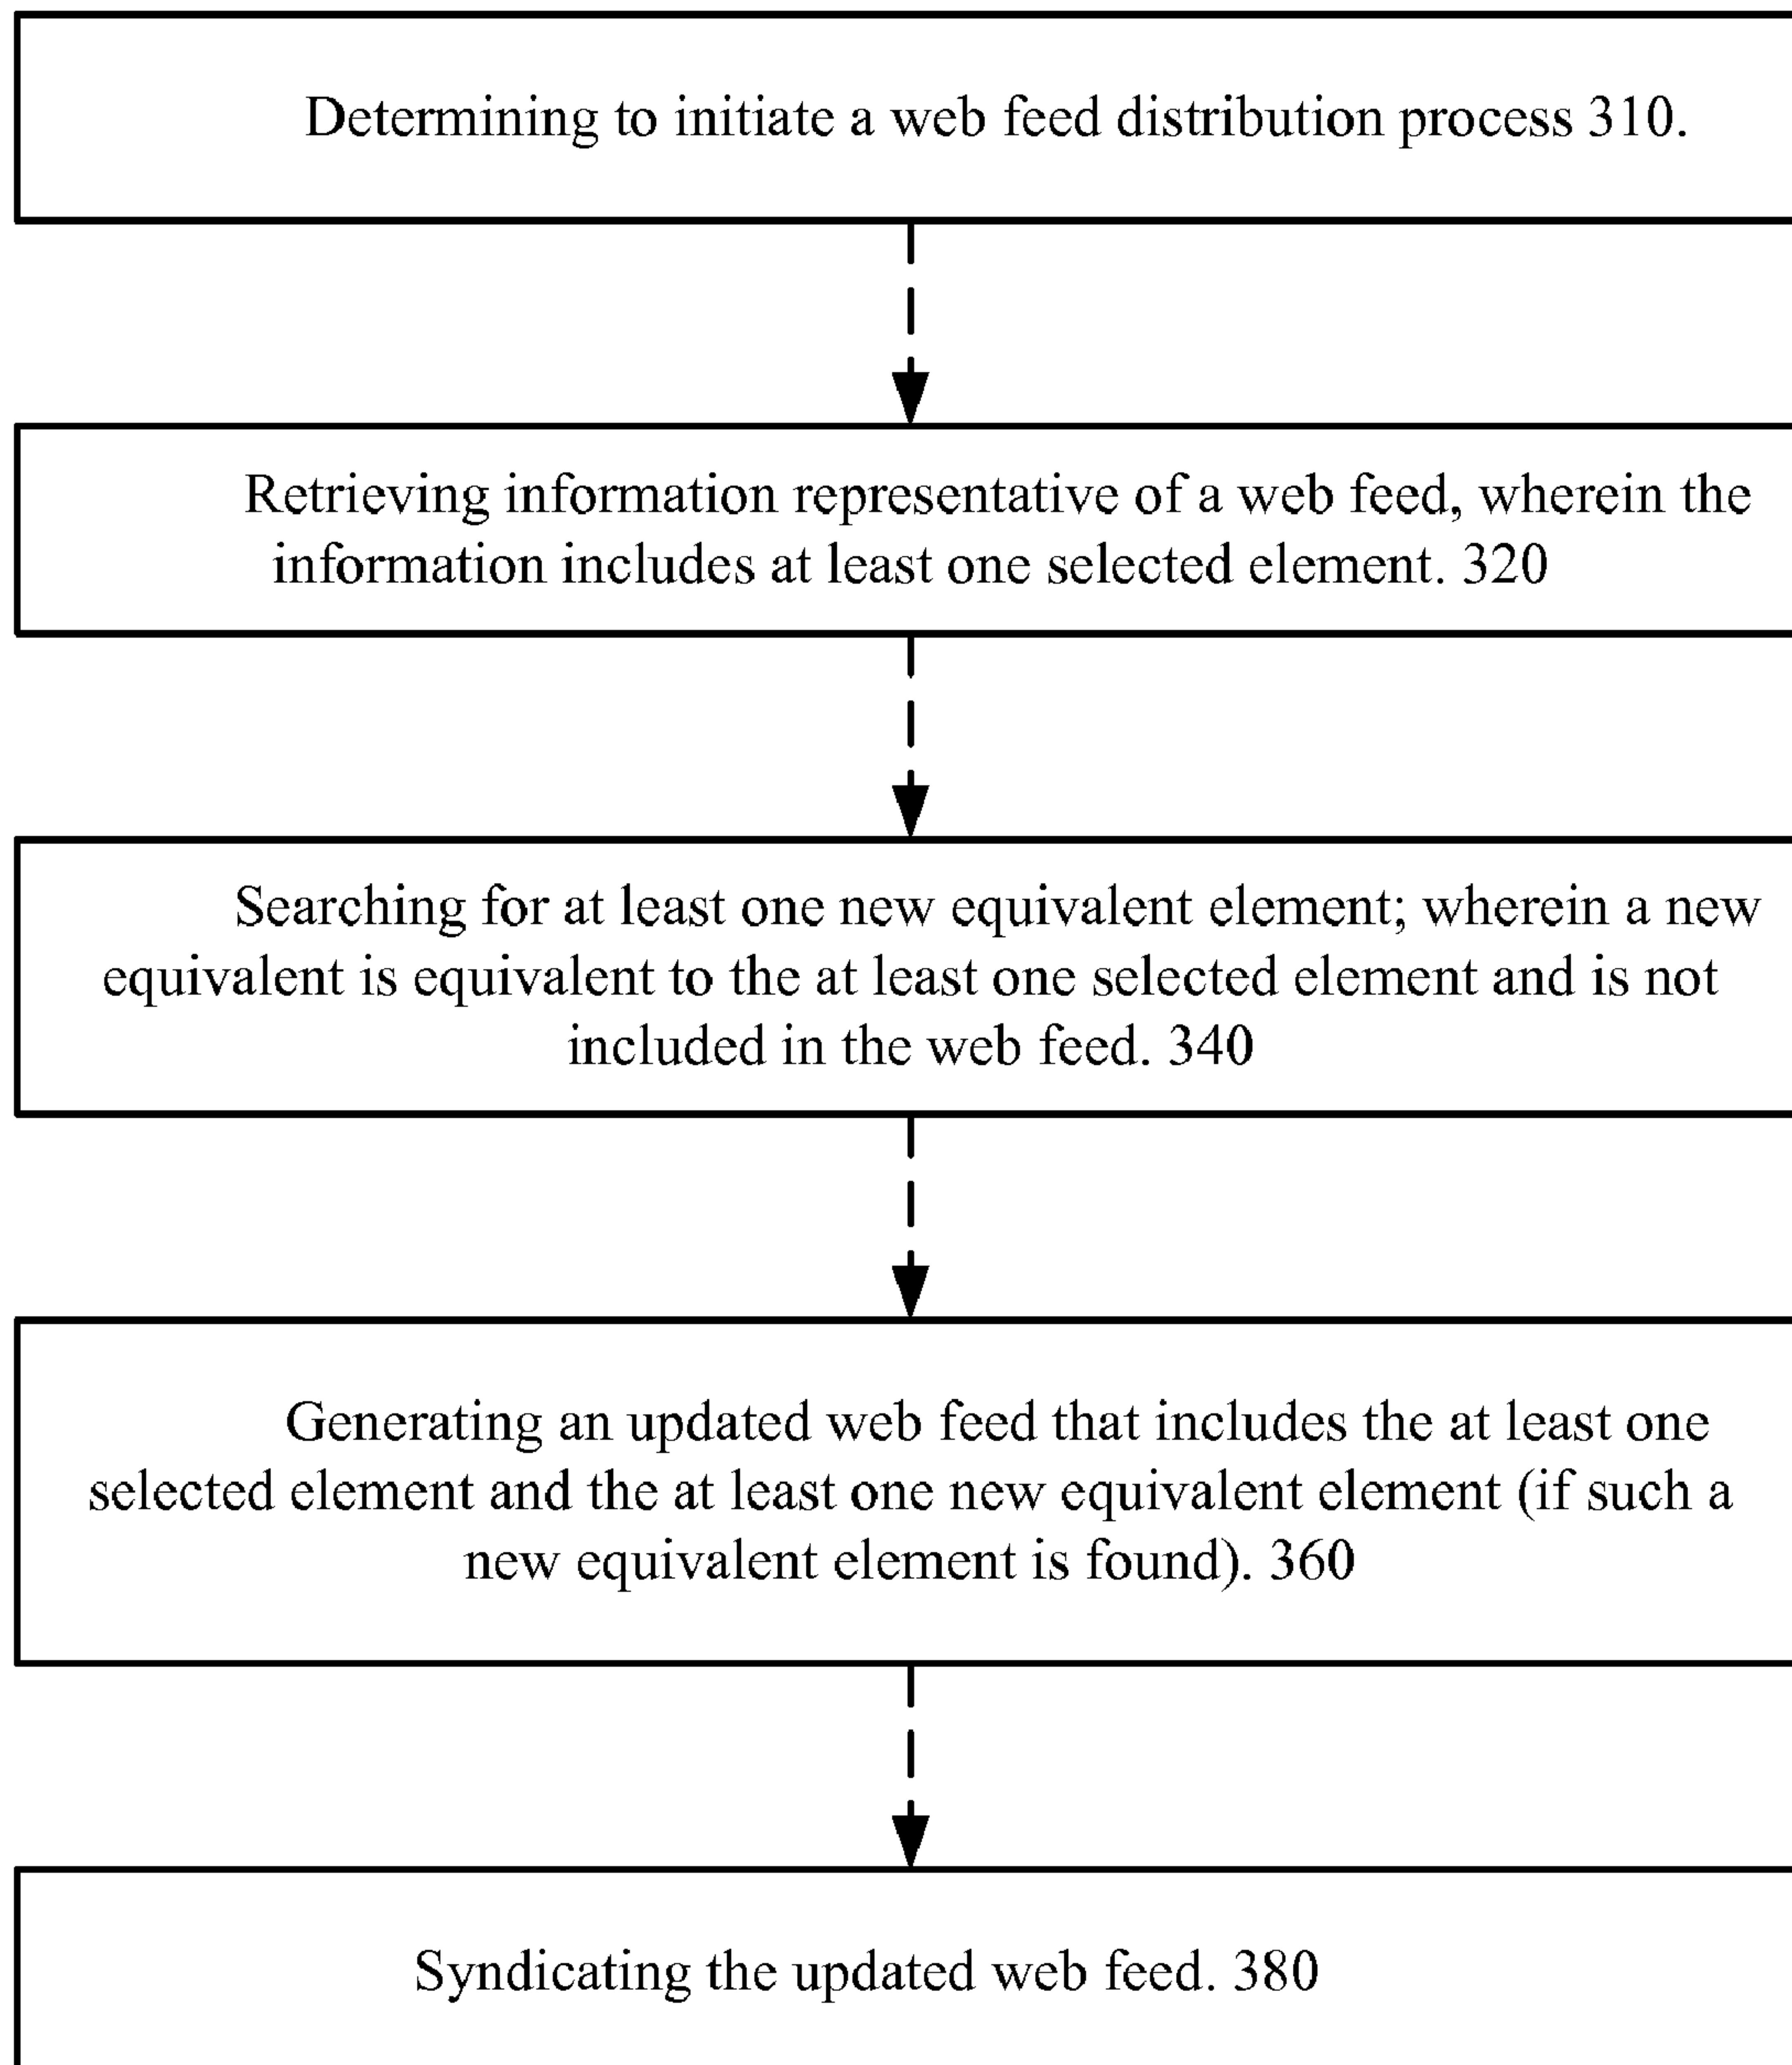 Determining to initiate a web feed distribution process 310.
Retrieving information representative of a web feed, wherein the
information includes at least one selected element. 320
Searching for at least one new equivalent element; wherein a new
equivalent is equivalent to the at least one selected element and is not
included in the web feed. 340
Generating an updated web feed that includes the at least one
selected element and the at least one new equivalent element (if such a
new equivalent element is found). 360
Syndicating the updated web feed. 380